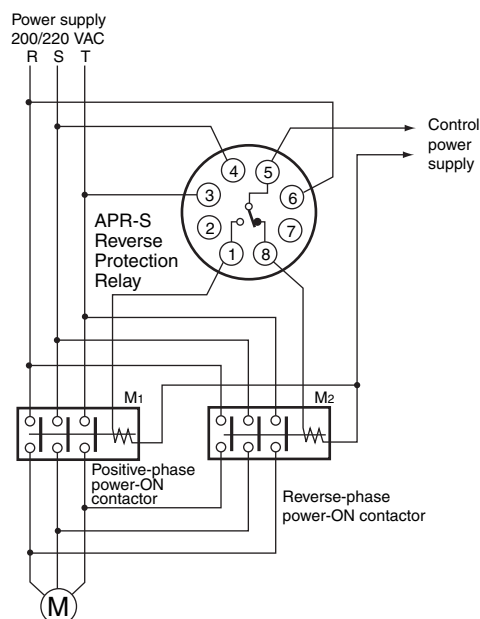 Power supply
200/220 VAC
R S T
Control
power
supply
4 5
3 6
2 7
1 8
APR-S
Reverse
Protection
Relay
M1
M2
Positive-phase
power-ON
contactor
Reverse-phase
power-ON contactor
M